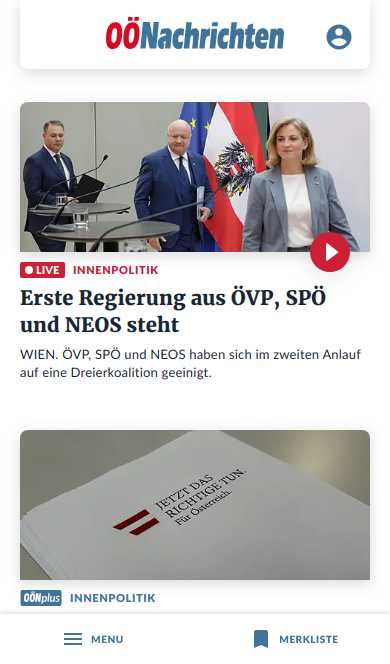 OÖNachrichten
LIVE INNENPOLITIK
Erste Regierung aus ÖVP, SPÖ
und NEOS steht
WIEN. ÖVP, SPÖ und NEOS haben sich im zweiten Anlauf
auf eine Dreierkoalition geeinigt.
JETZT DAS
RICHTIGE TUN.
Für Österreich.
OÖNplus INNENPOLITIK
MENU MERKLISTE